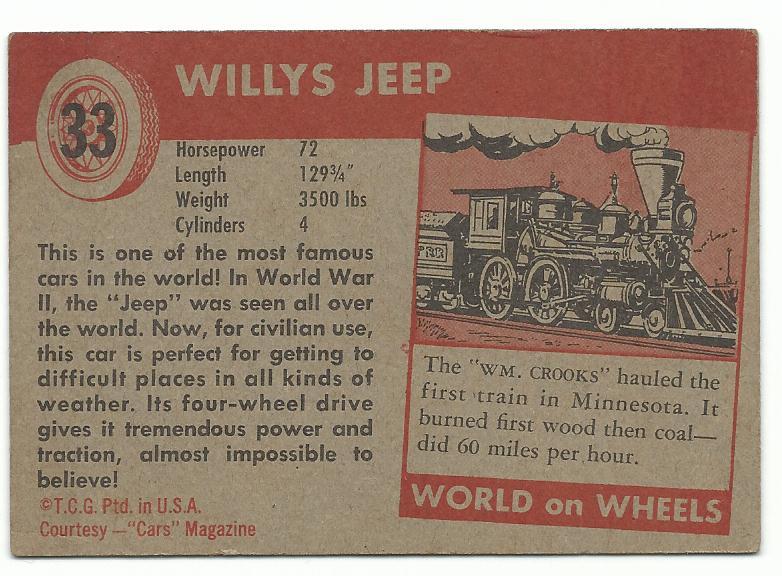 33
WILLYS JEEP
Horsepower 72
Length 129¾"
Weight 3500 lbs
Cylinders 4
This is one of the most famous
cars in the world! In World War
II, the "Jeep" was seen all over
the world. Now, for civilian use,
this car is perfect for getting to
difficult places in all kinds of
weather. Its four-wheel drive
gives it tremendous power and
traction, almost impossible to
believe!
©T.C.G. Ptd. in U.S.A.
Courtesy —"Cars" Magazine
The "WM. CROOKS" hauled the
first train in Minnesota. It
burned first wood then coal—
did 60 miles per hour.
WORLD on WHEELS